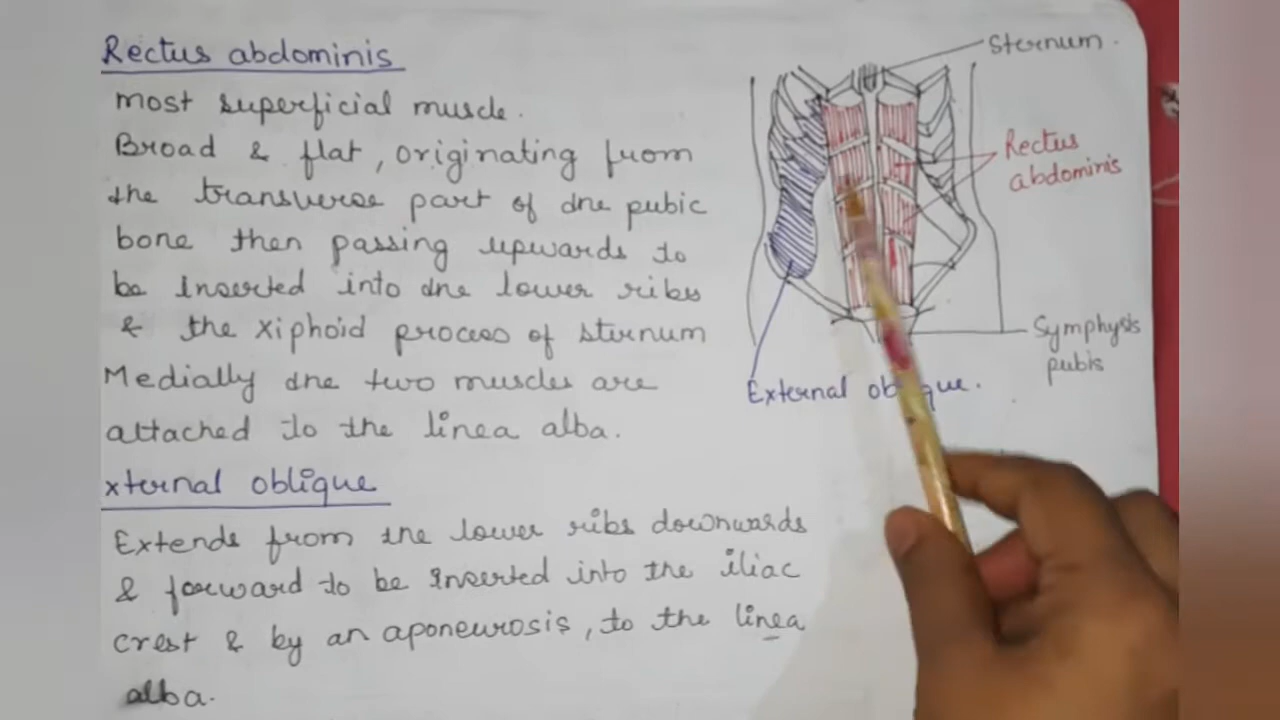 Rectus abdominis
most superficial muscle.
Broad & flat, originating from
the transverse part of the pubic
bone then passing upwards to
be inserted into the lower ribs
& the xiphoid process of sternum
Medially the two muscles are
attached to the linea alba.
xternal oblique
Extends from the lower ribs downwards
& forward to be inserted into the iliac
crest & by an aponeurosis, to the linea
alba.
Sternum.
Rectus
abdominis
Symphysis
pubis
External oblique.